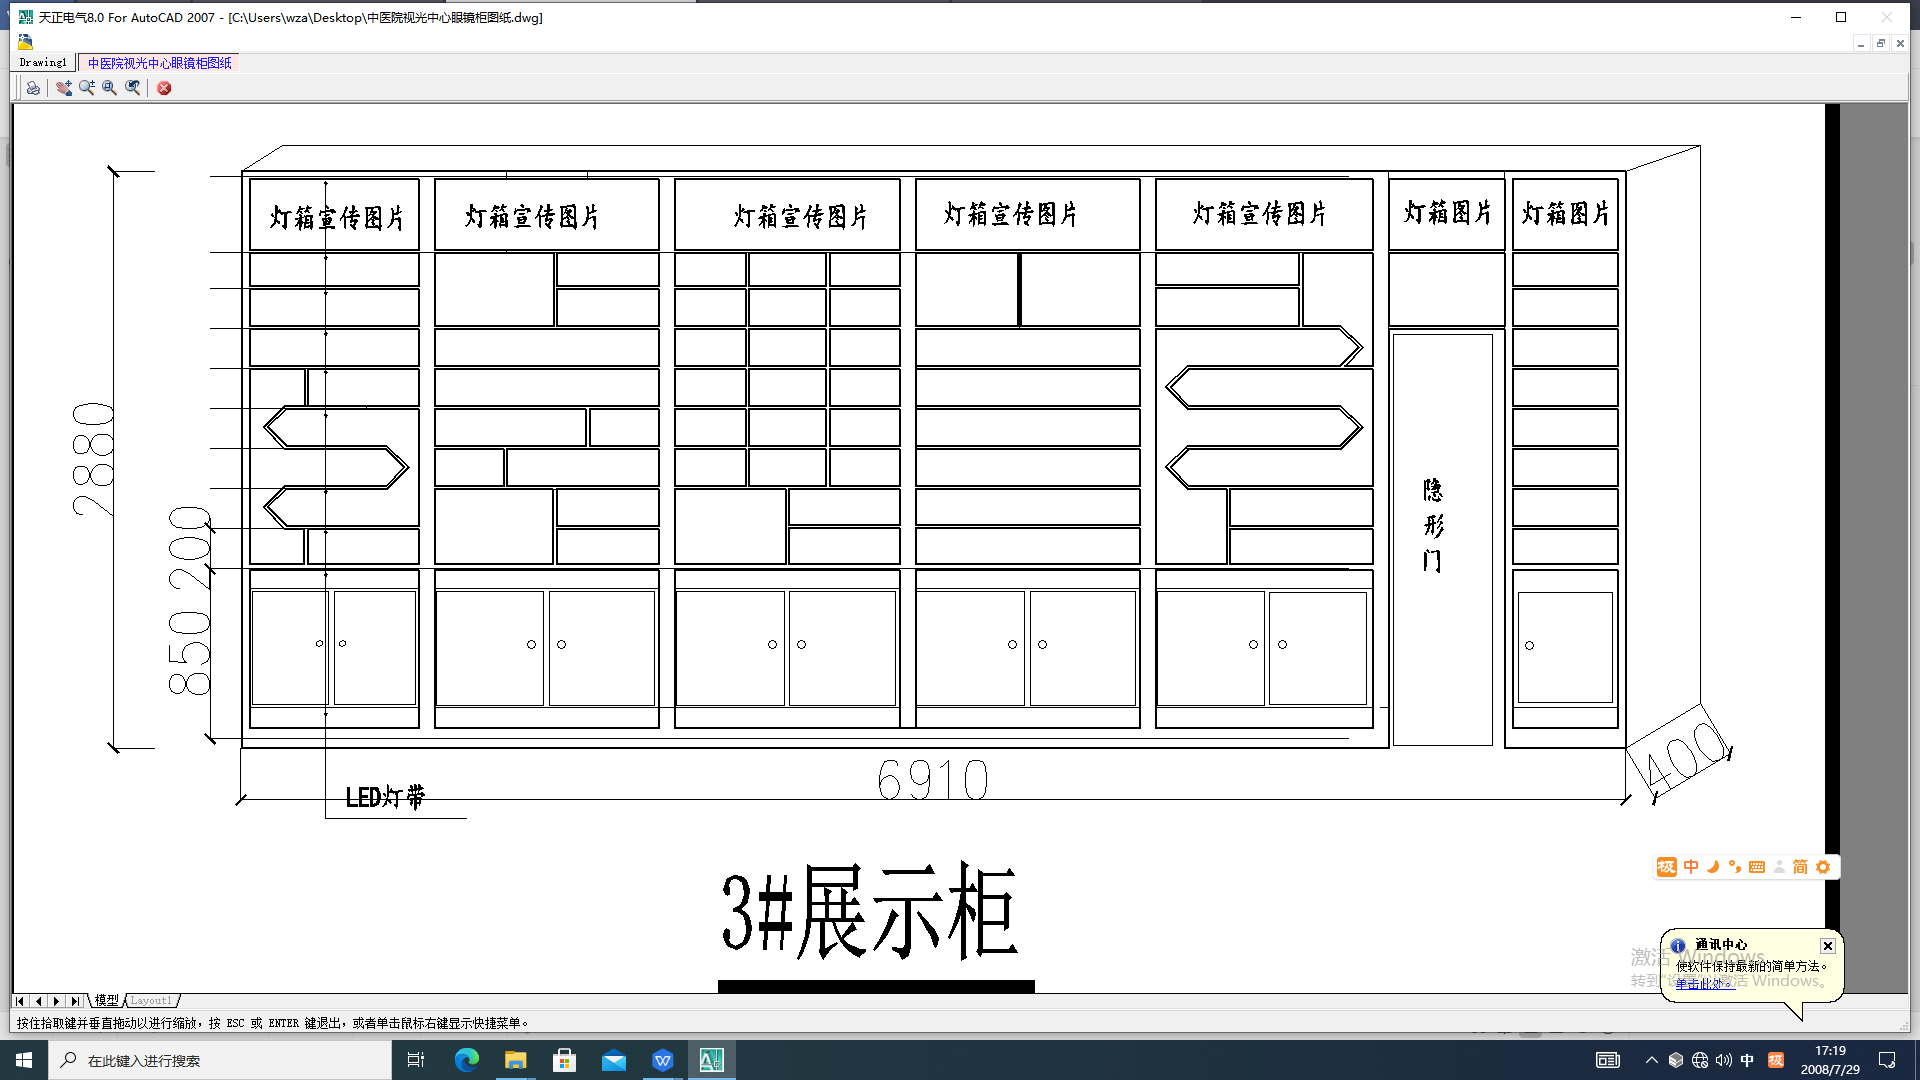 天正电气8.0 For AutoCAD 2007 - [C:\Users\wza\Desktop\中医院视光中心眼镜柜图纸.dwg]
Drawing1 中医院视光中心眼镜柜图纸
灯箱宣传图片 灯箱宣传图片 灯箱宣传图片 灯箱宣传图片 灯箱宣传图片 灯箱图片 灯箱图片
2880
200
850
隐
形
门
400
6910
LED灯带
3#展示柜
极 中 简
通讯中心
使软件保持最新的简单方法。
单击此处。
激活 Windows
模型 Layout1
按住拾取键并垂直拖动以进行缩放，按 ESC 或 ENTER 键退出，或者单击鼠标右键显示快捷菜单。
在此键入进行搜索
中 极
17:19
2008/7/29